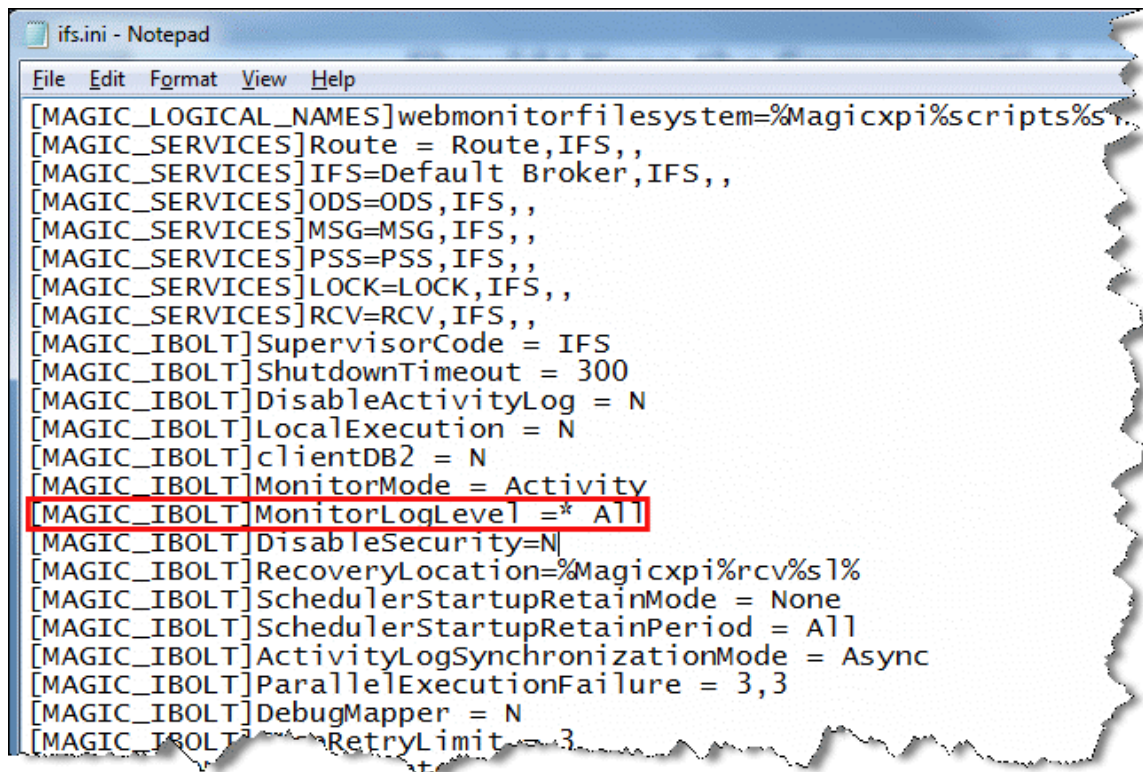 ifs.ini - Notepad
File Edit Format View Help
[MAGIC_LOGICAL_NAMES]webmonitorfilesystem=%Magicxpi%scripts%
[MAGIC_SERVICES]Route = Route,IFS,,
[MAGIC_SERVICES]IFS=Default Broker,IFS,,
[MAGIC_SERVICES]ODS=ODS,IFS,,
[MAGIC_SERVICES]MSG=MSG,IFS,,
[MAGIC_SERVICES]PSS=PSS,IFS,,
[MAGIC_SERVICES]LOCK=LOCK,IFS,,
[MAGIC_SERVICES]RCV=RCV,IFS,,
[MAGIC_IBOLT]SupervisorCode = IFS
[MAGIC_IBOLT]ShutdownTimeout = 300
[MAGIC_IBOLT]DisableActivityLog = N
[MAGIC_IBOLT]LocalExecution = N
[MAGIC_IBOLT]clientDB2 = N
[MAGIC_IBOLT]MonitorMode = Activity
[MAGIC_IBOLT]MonitorLogLevel =* All
[MAGIC_IBOLT]DisableSecurity=N
[MAGIC_IBOLT]RecoveryLocation=%Magicxpi%rcv%sl%
[MAGIC_IBOLT]SchedulerStartupRetainMode = None
[MAGIC_IBOLT]SchedulerStartupRetainPeriod = All
[MAGIC_IBOLT]ActivityLogSynchronizationMode = Async
[MAGIC_IBOLT]ParallelExecutionFailure = 3,3
[MAGIC_IBOLT]DebugMapper = N
[MAGIC_IBOLT RetryLimit = 3